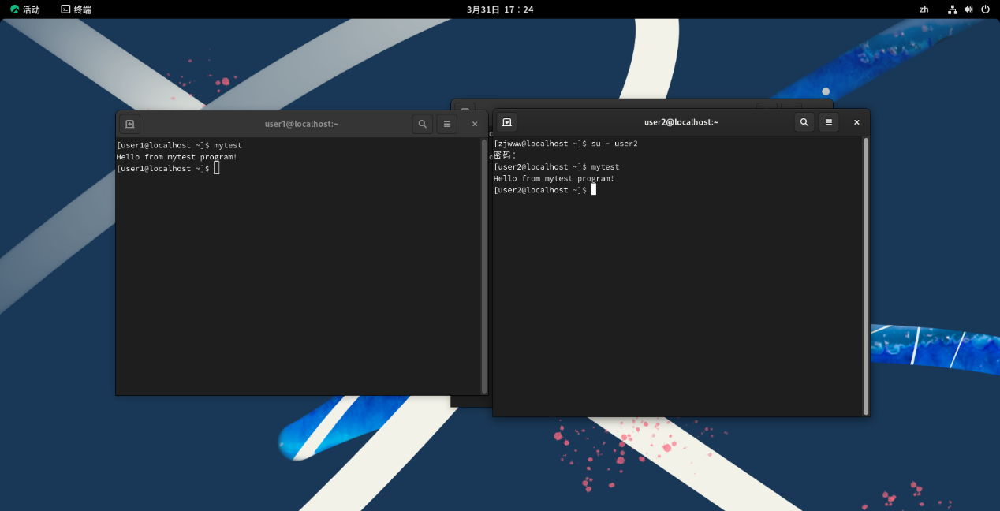 活动 终端 3月31日 17：24 zh
user1@localhost:~
[user1@localhost ~]$ mytest
Hello from mytest program!
[user1@localhost ~]$
user2@localhost:~
[zjwww@localhost ~]$ su - user2
密码：
[user2@localhost ~]$ mytest
Hello from mytest program!
[user2@localhost ~]$